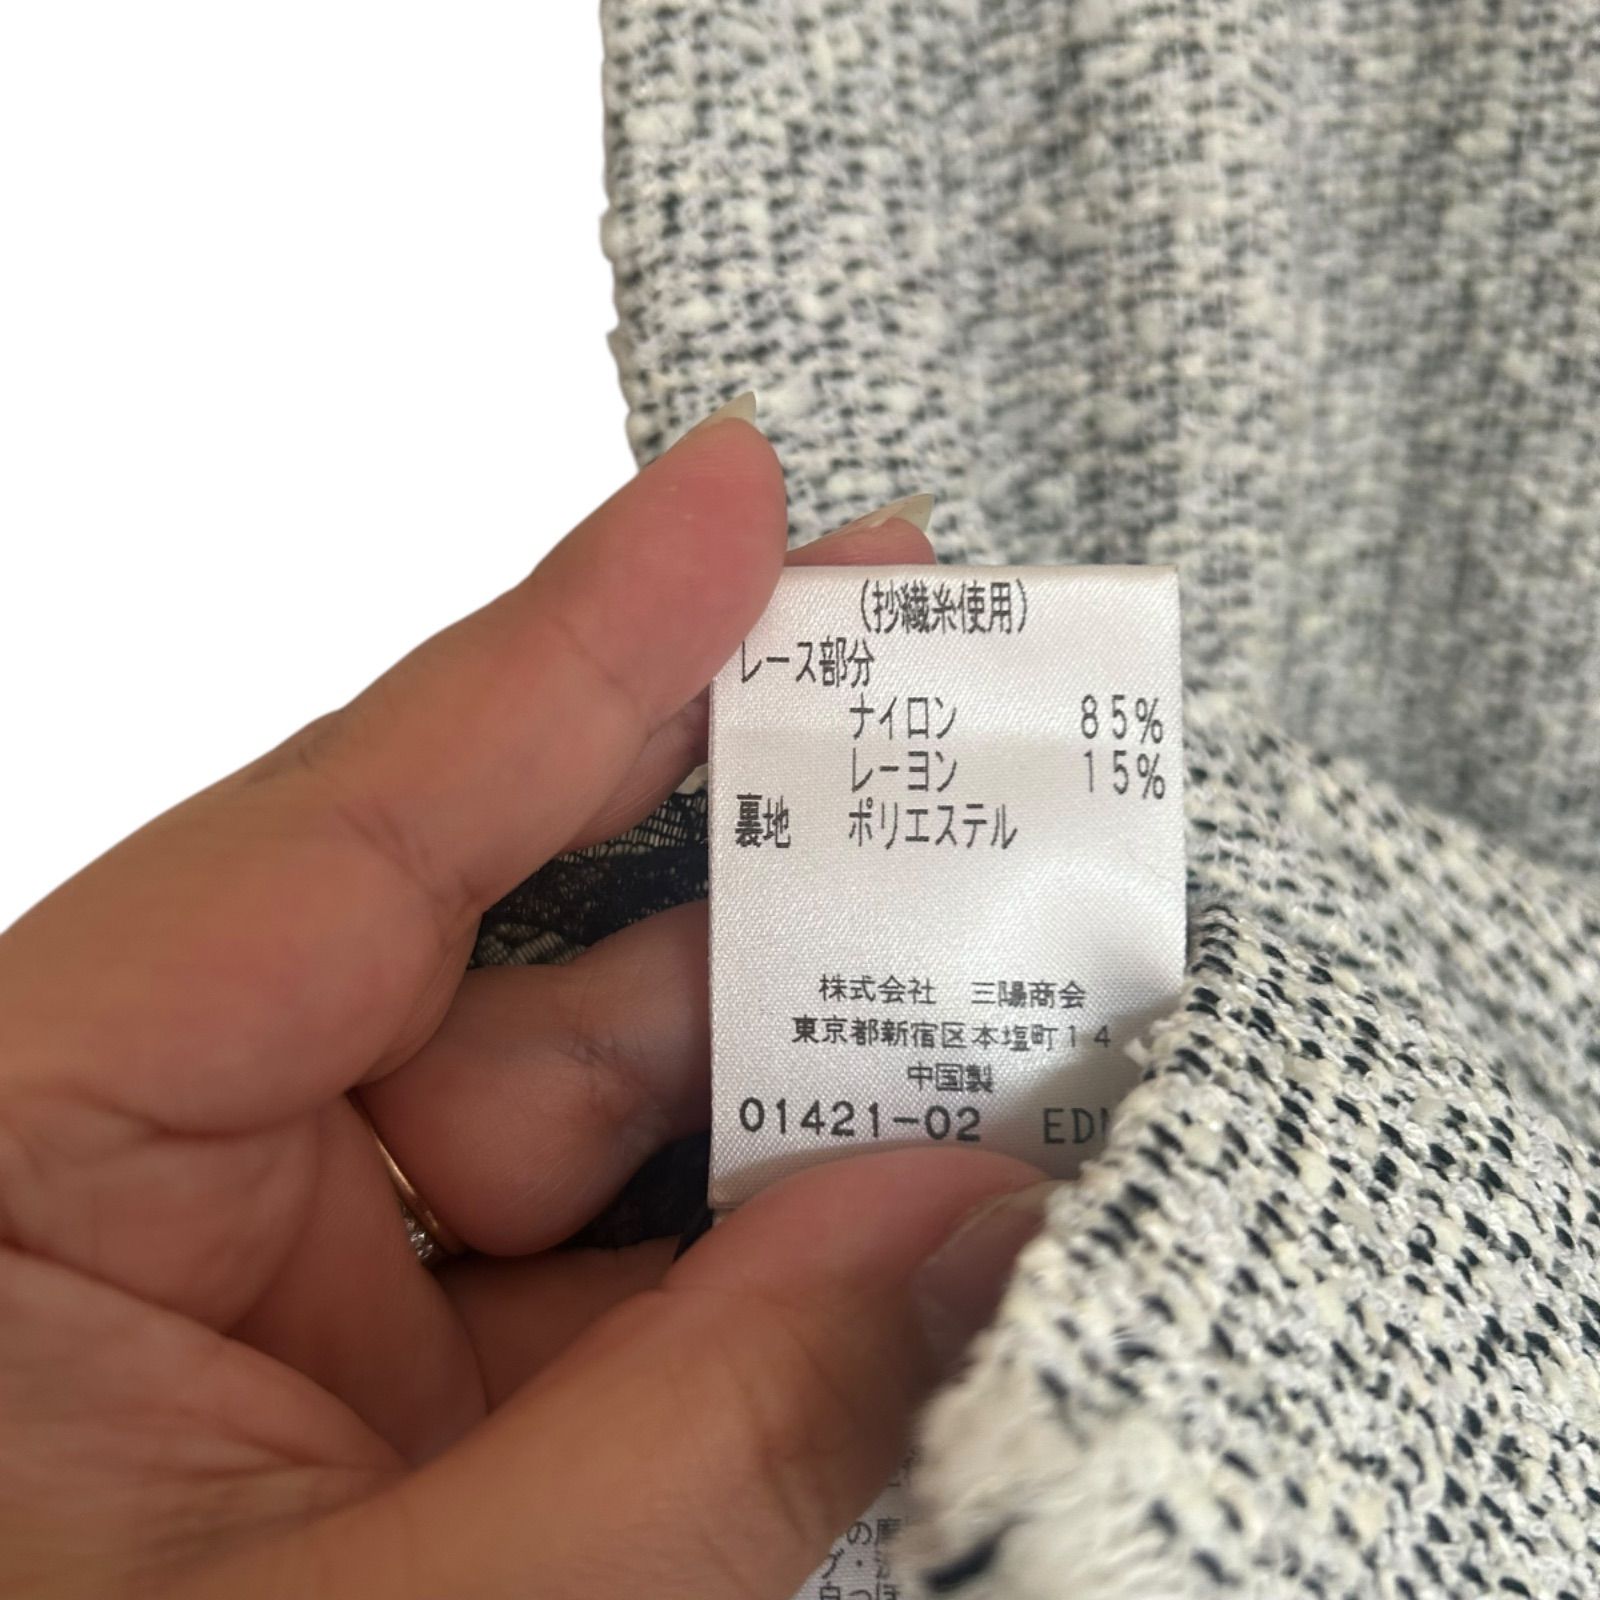 (抄繊糸使用)
レース部分
ナイロン 85%
レーヨン 15%
裏地 ポリエステル
株式会社 三陽商会
東京都新宿区本塩町14
中国製
01421-02 ED